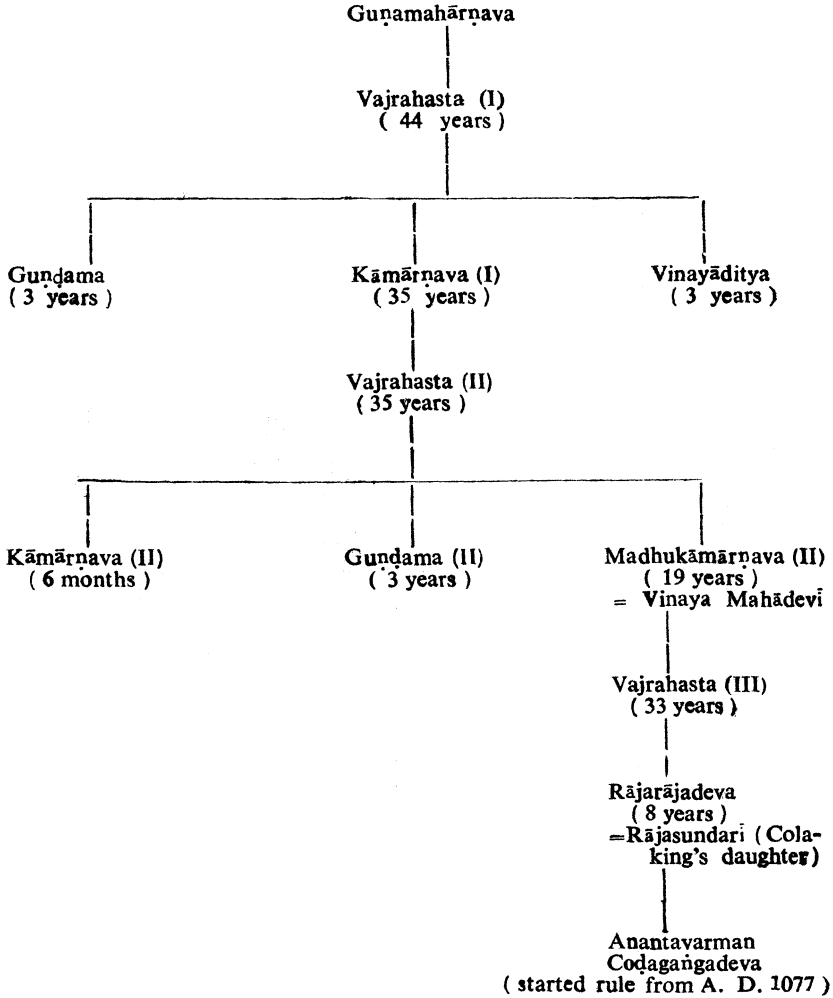 Guṇamahārṇava
Vajrahasta (I)
( 44 years )
Guṇḍama
( 3 years )
Kāmārṇava (I)
( 35 years )
Vinayāditya
( 3 years )
Vajrahasta (II)
( 35 years )
Kāmārṇava (II)
( 6 months )
Guṇḍama (II)
( 3 years )
Madhukāmārṇava (II)
( 19 years )
= Vinaya Mahādevī
Vajrahasta (III)
( 33 years )
Rājarājadeva
( 8 years )
=Rājasundarī ( Cola-
king's daughter)
Anantavarman
Coḍagaṅgadeva
( started rule from A. D. 1077 )